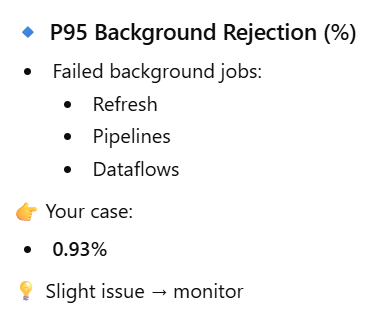 🔹 P95 Background Rejection (%)
• Failed background jobs:
• Refresh
• Pipelines
• Dataflows
👉 Your case:
• 0.93%
💡 Slight issue → monitor